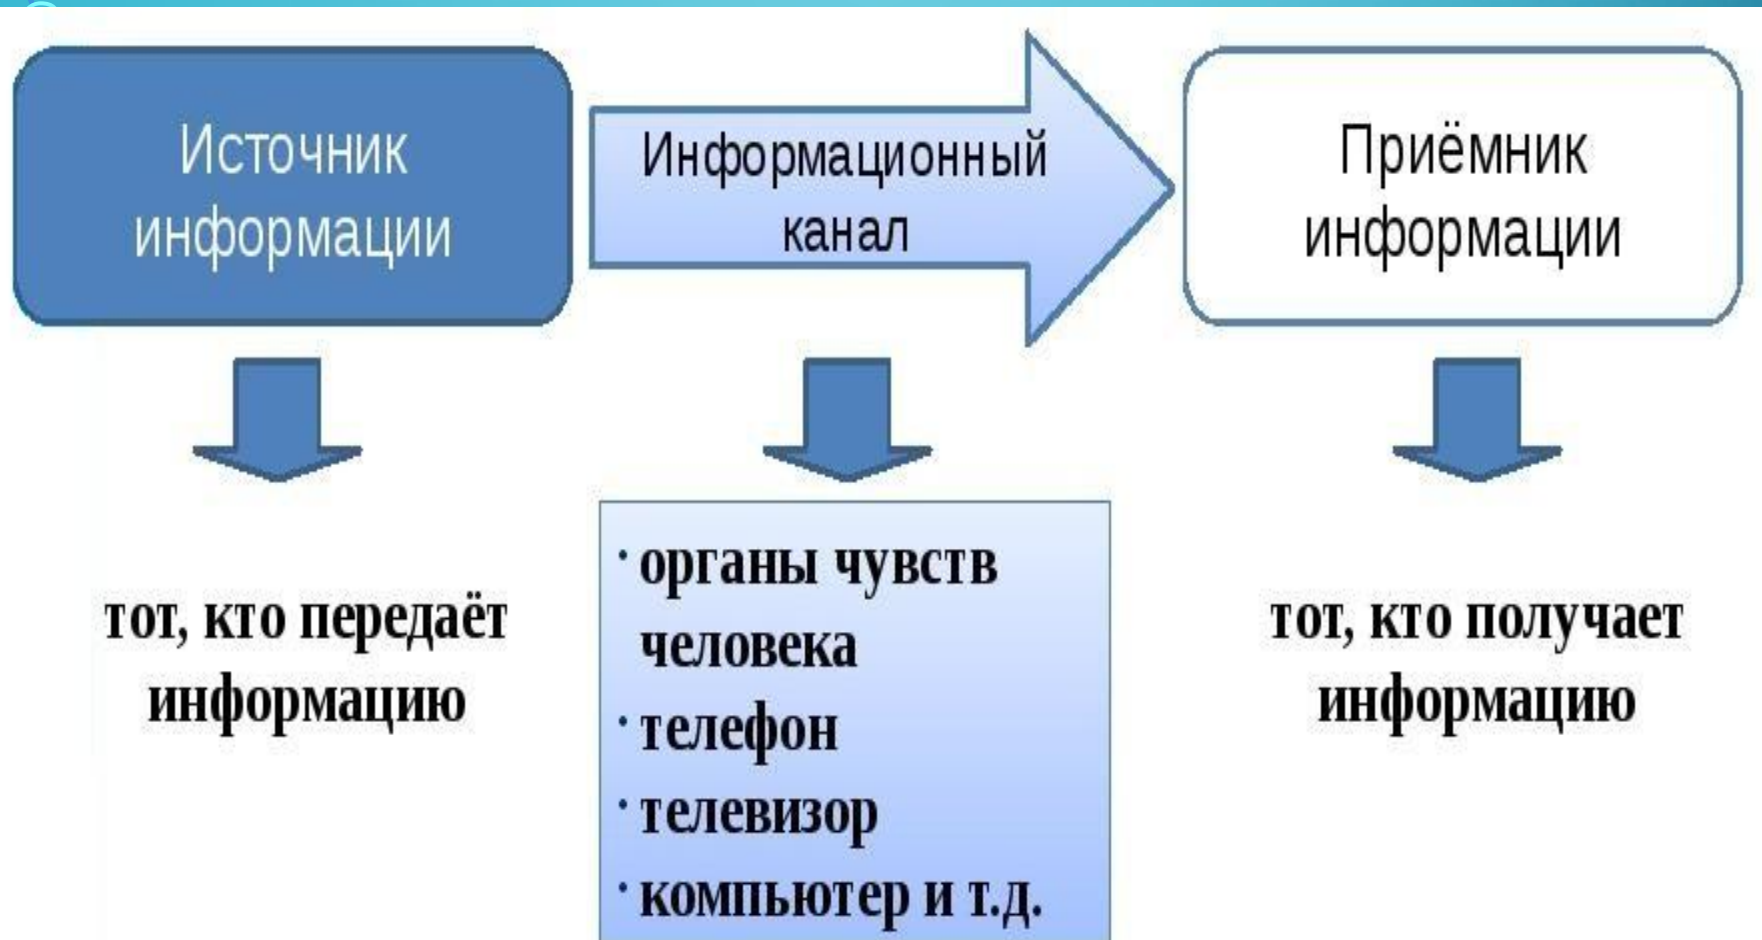 Источник
информации
Информационный
канал
Приёмник
информации
тот, кто передаёт
информацию
· органы чувств
человека
· телефон
· телевизор
· компьютер и т.д.
тот, кто получает
информацию